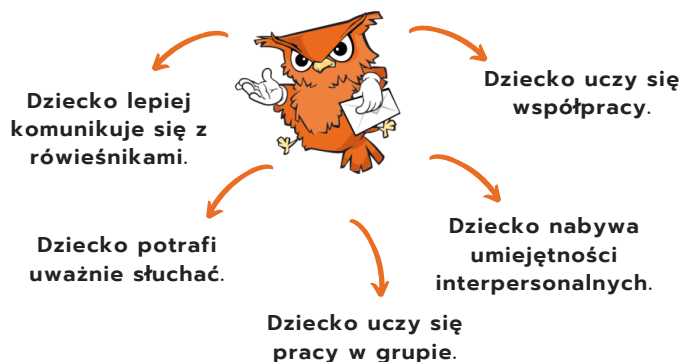 Dziecko lepiej
komunikuje się z
rówieśnikami.
Dziecko uczy się
współpracy.
Dziecko potrafi
uważnie słuchać.
Dziecko nabywa
umiejętności
interpersonalnych.
Dziecko uczy się
pracy w grupie.